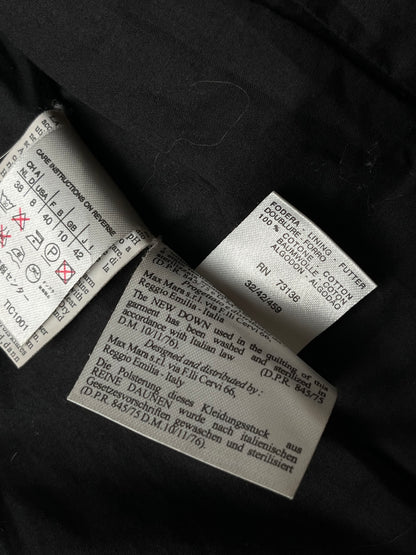 CARE INSTRUCTIONS ON REVERSE
CH A
NL D USA F GB I
38 8 40 10 42
TIC1001
pH
Max Mara s.r.l. via F.lli Cervi 66,
Reggio Emilia - Italia
The NEW DOWN used in the quilting of this
garment has been washed and sterilized in
accordance with Italian law (D.P.R. 845/75
D.M. 10/11/76).
Designed and distributed by:
Max Mara s.r.l. via F.lli Cervi 66,
Reggio Emilia - Italy
Die Polsterung dieses Kleidungsstuck aus
REINE DAUNEN wurde nach italienischen
Gesetzesvorschriften gewaschen und sterilisiert
(D.P.R. 845/75 D.M. 10/11/76).
FODERA - LINING - FUTTER
DOUBLURE - FORRO
100 % COTONE COTTON
BAUMWOLLE COTON
ALGODON - ALGODAO
RN 73136
32/42/459